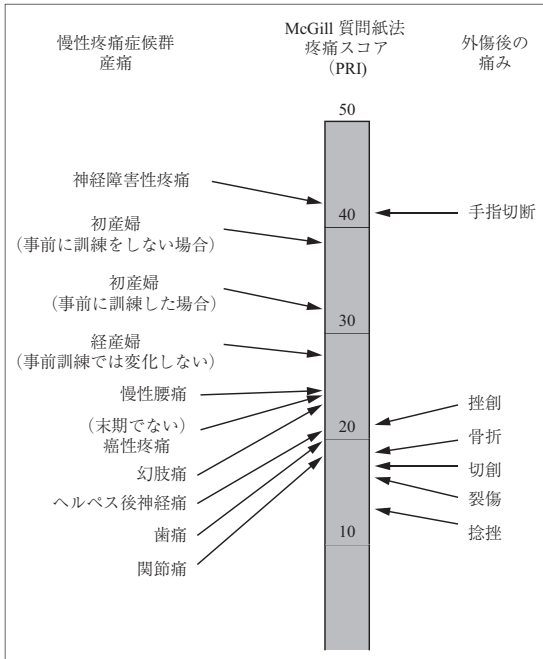 慢性疼痛症候群
産痛
McGill 質問紙法
疼痛スコア
（PRI)
外傷後の
痛み
50
神経障害性疼痛
40
手指切断
初産婦
（事前に訓練をしない場合）
初産婦
（事前に訓練した場合）
30
経産婦
（事前訓練では変化しない）
慢性腰痛
（末期でない）
癌性疼痛
幻肢痛
ヘルペス後神経痛
歯痛
関節痛
20
挫創
骨折
切創
裂傷
捻挫
10